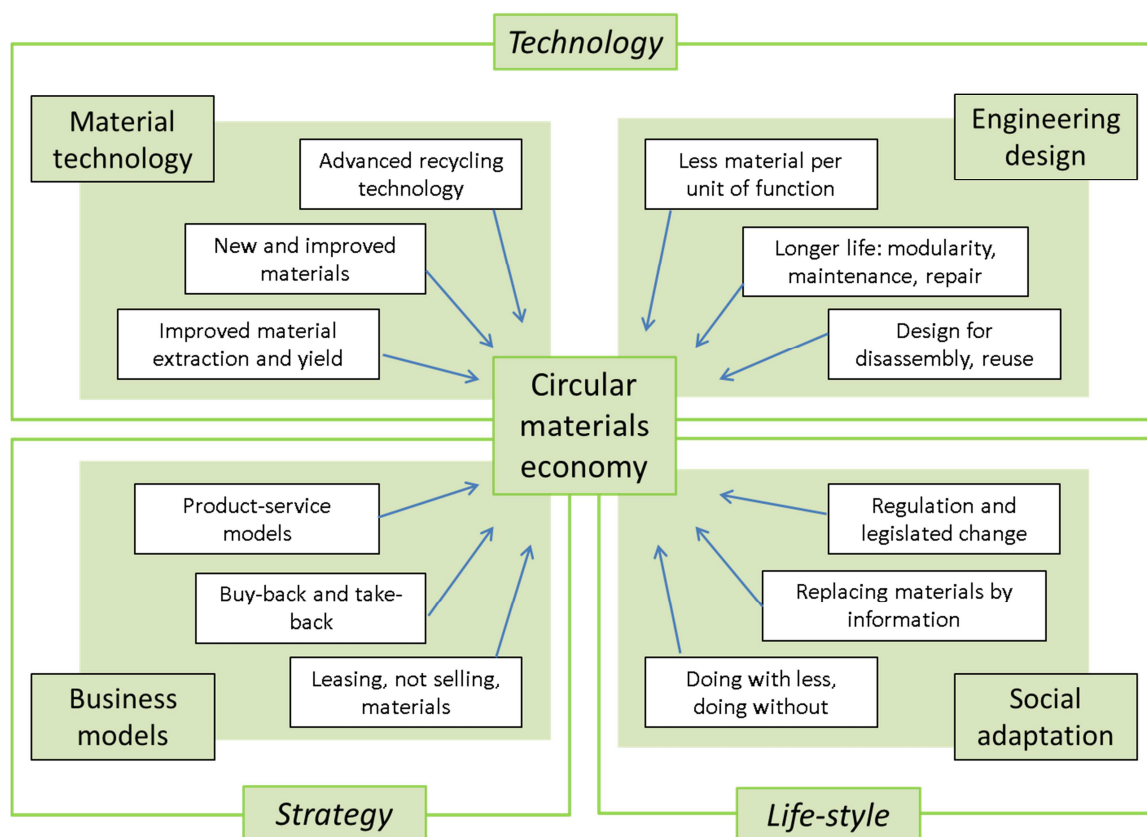 Technology
Material
technology
Advanced recycling
technology
New and improved
materials
Improved material
extraction and yield
Engineering
design
Less material per
unit of function
Longer life: modularity,
maintenance, repair
Design for
disassembly, reuse
Circular
materials
economy
Product-service
models
Buy-back and take-
back
Leasing, not selling,
materials
Business
models
Strategy
Regulation and
legislated change
Replacing materials by
information
Doing with less,
doing without
Social
adaptation
Life-style